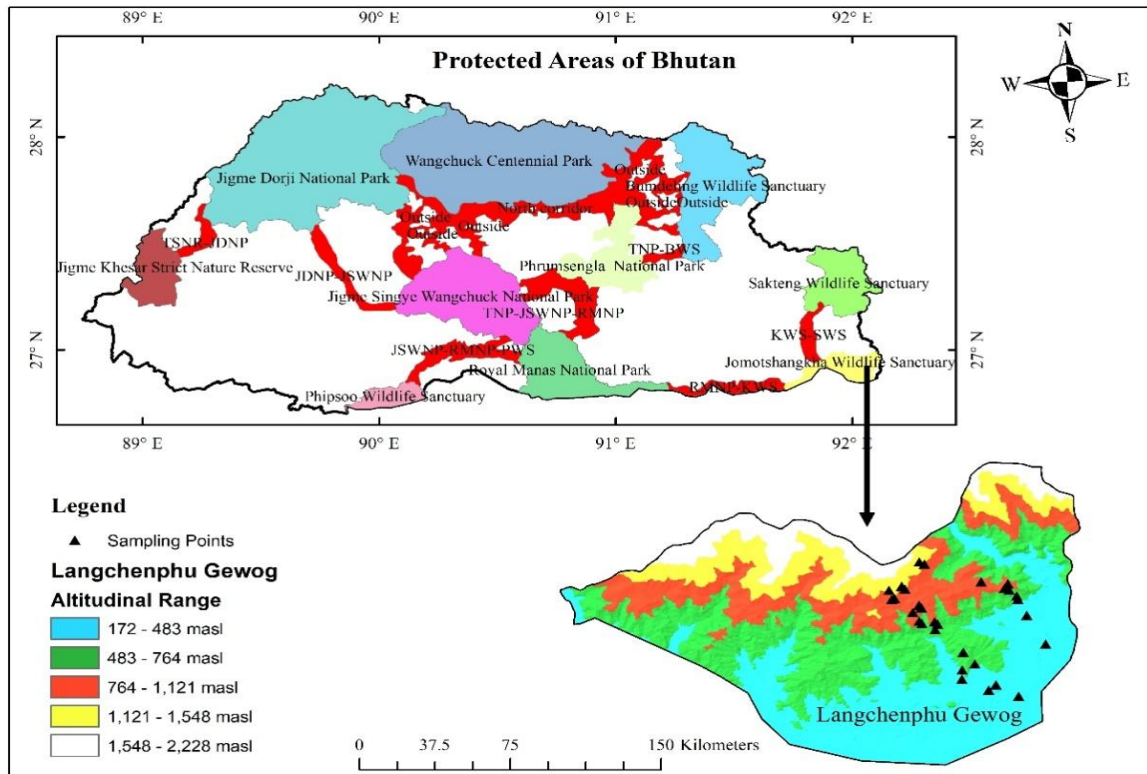 89° E
90° E
91° E
92° E
Protected Areas of Bhutan
N
W
E
S
28° N
28° N
Wangchuck Centennial Park
Outside
Jigme Dorji National Park
Bumdeling Wildlife Sanctuary
Outside
North corridor
OutsideOutside
Outside
Outside
TSNR-JDNP
TNP-BWS
Jigme Khesar Strict Nature Reserve
JDNP-JSWNP
Phrumsengla National Park
Sakteng Wildlife Sanctuary
Jigme Singye Wangchuck National Park
TNP-JSWNP-RMNP
KWS-SWS
27° N
27° N
JSWNP-RMNP-PWS
Jomotshangkha Wildlife Sanctuary
Royal Manas National Park
RMNP-KWS
Phipsoo Wildlife Sanctuary
89° E
90° E
91° E
92° E
Legend
Sampling Points
Langchenphu Gewog
Altitudinal Range
172 - 483 masl
483 - 764 masl
764 - 1,121 masl
1,121 - 1,548 masl
1,548 - 2,228 masl
Langchenphu Gewog
0 37.5 75 150 Kilometers